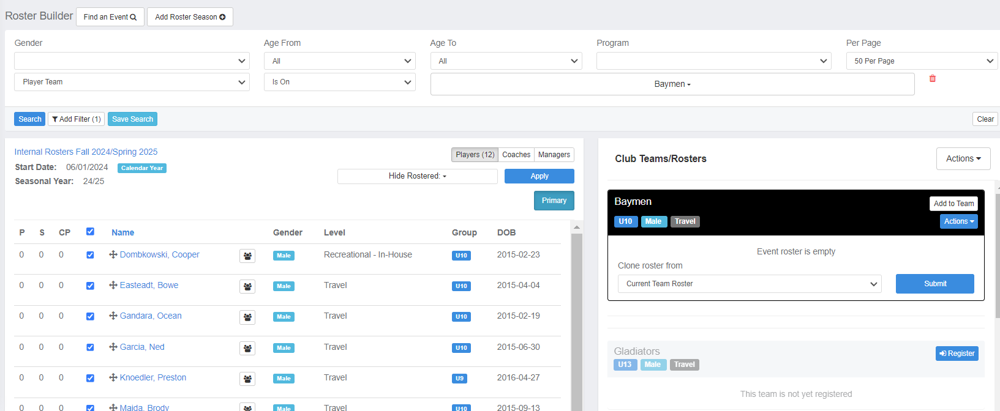 Roster Builder Find an Event Add Roster Season
Gender Age From Age To Program Per Page
All All 50 Per Page
Player Team Is On Baymen
Search Add Filter (1) Save Search Clear
Internal Rosters Fall 2024/Spring 2025 Players (12) Coaches Managers
Start Date: 06/01/2024 Calendar Year
Hide Rostered: Apply
Seasonal Year: 24/25
Primary
P S CP Name Gender Level Group DOB
0 0 0 Dombkowski, Cooper Male Recreational - In-House U10 2015-02-23
0 0 0 Easteadt, Bowe Male Travel U10 2015-04-04
0 0 0 Gandara, Ocean Male Travel U10 2015-02-19
0 0 0 Garcia, Ned Male Travel U10 2015-06-30
0 0 0 Knoedler, Preston Male Travel U9 2016-04-27
0 0 0 Maida, Brody Male Travel U10 2015-09-13
Club Teams/Rosters Actions
Baymen Add to Team
U10 Male Travel Actions
Event roster is empty
Clone roster from
Current Team Roster Submit
Gladiators Register
U13 Male Travel
This team is not yet registered